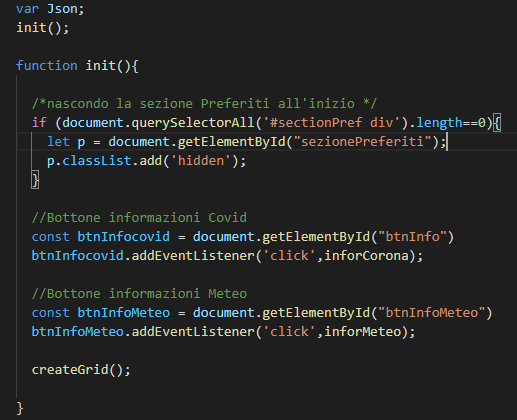 var Json;
init();
function init(){
/*nascondo la sezione Preferiti all'inizio */
if (document.querySelectorAll('#sectionPref div').length==0){
let p = document.getElementById("sezionePreferiti");
p.classList.add('hidden');
}
//Bottone informazioni Covid
const btnInfocovid = document.getElementById("btnInfo")
btnInfocovid.addEventListener('click',inforCorona);
//Bottone informazioni Meteo
const btnInfoMeteo = document.getElementById("btnInfoMeteo")
btnInfoMeteo.addEventListener('click',inforMeteo);
createGrid();
}